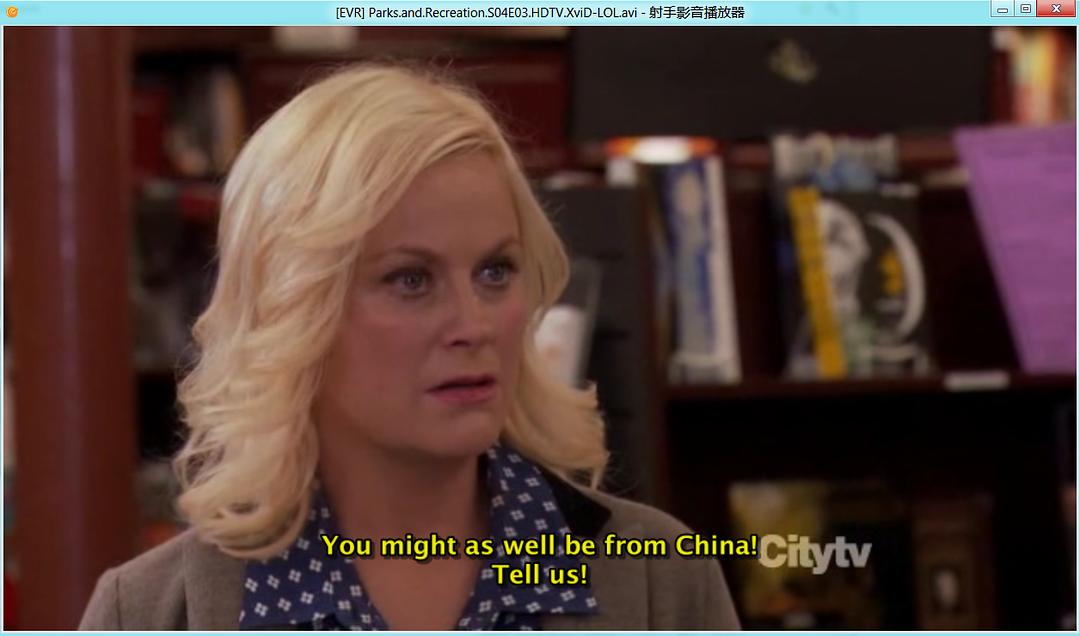 [EVR] Parks.and.Recreation.S04E03.HDTV.XviD-LOL.avi - 射手影音播放器
You might as well be from China!
Tell us!
Citytv